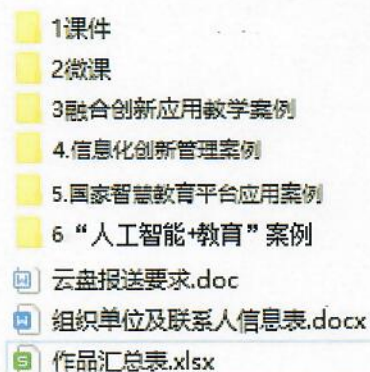 1课件
2微课
3融合创新应用教学案例
4.信息化创新管理案例
5.国家智慧教育平台应用案例
6“人工智能+教育”案例
云盘报送要求.doc
组织单位及联系人信息表.docx
作品汇总表.xlsx